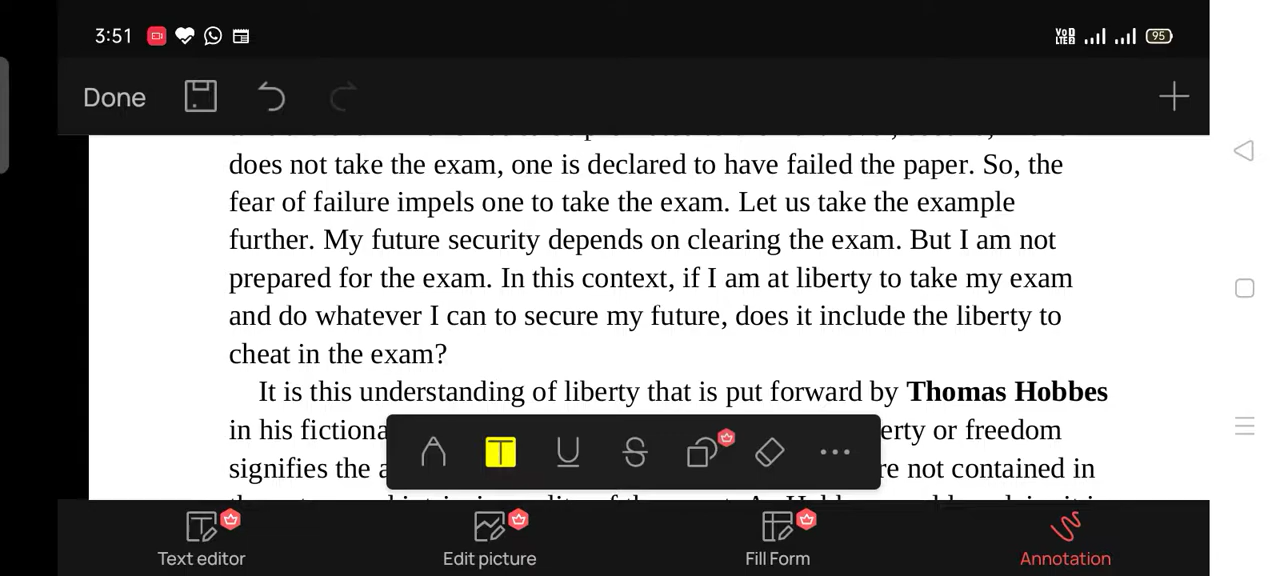 3:51
VoD LTE2
95
Done
does not take the exam, one is declared to have failed the paper. So, the
fear of failure impels one to take the exam. Let us take the example
further. My future security depends on clearing the exam. But I am not
prepared for the exam. In this context, if I am at liberty to take my exam
and do whatever I can to secure my future, does it include the liberty to
cheat in the exam?
It is this understanding of liberty that is put forward by Thomas Hobbes
in his fictiona erty or freedom
signifies the a re not contained in
Text editor
Edit picture
Fill Form
Annotation